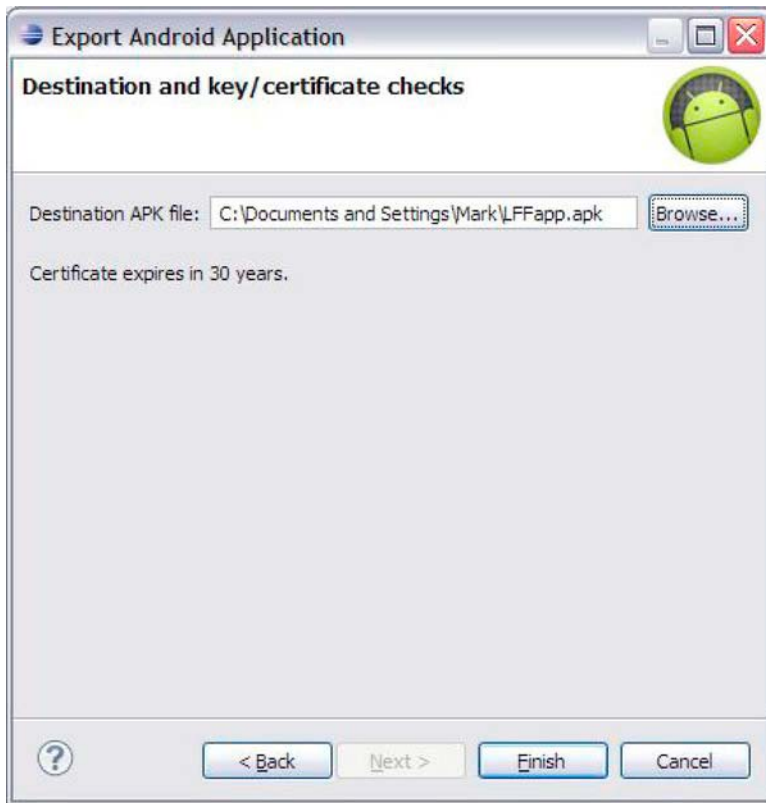 Export Android Application
Destination and key/certificate checks
Destination APK file: C:\Documents and Settings\Mark\LFFapp.apk Browse...
Certificate expires in 30 years.
? < Back Next > Finish Cancel